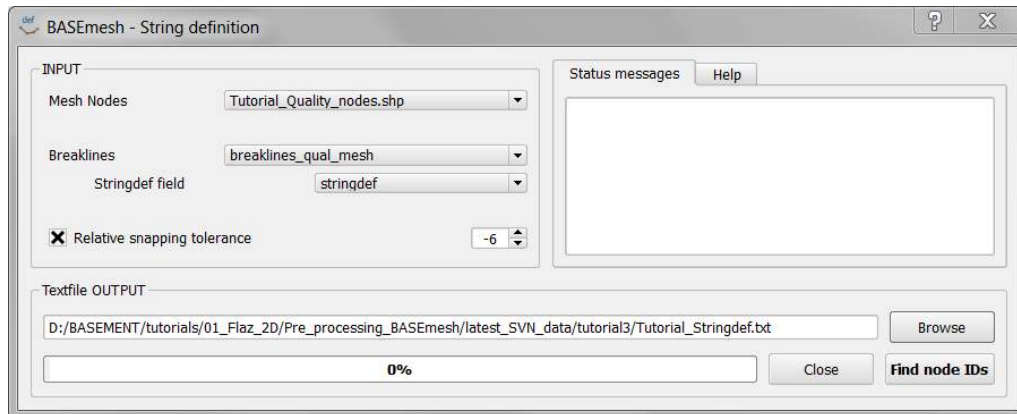 def
BASEmesh - String definition
?
X
INPUT
Mesh Nodes
Tutorial_Quality_nodes.shp
Breaklines
breaklines_qual_mesh
Stringdef field
stringdef
Relative snapping tolerance
-6
Status messages
Help
Textfile OUTPUT
D:/BASEMENT/tutorials/01_Flaz_2D/Pre_processing_BASEmesh/latest_SVN_data/tutorial3/Tutorial_Stringdef.txt
Browse
0%
Close
Find node IDs